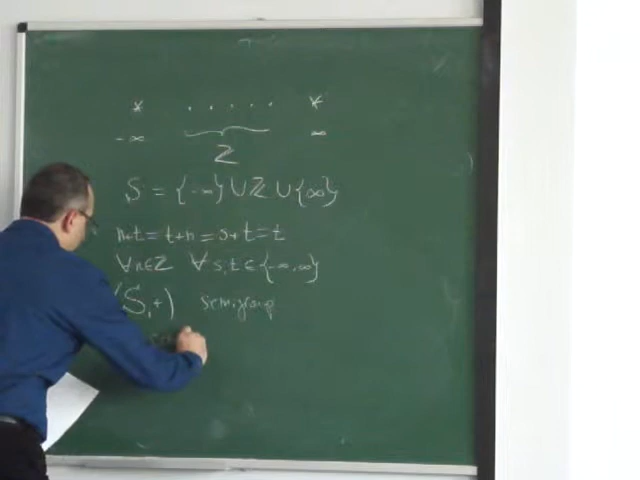 * . . . . . *
-∞ ℤ ∞
S = {-∞} ∪ ℤ ∪ {∞}
n+t = t+n = s+t = t
∀n∈ℤ ∀s,t∈{-∞,∞}
(S,+) semigroup